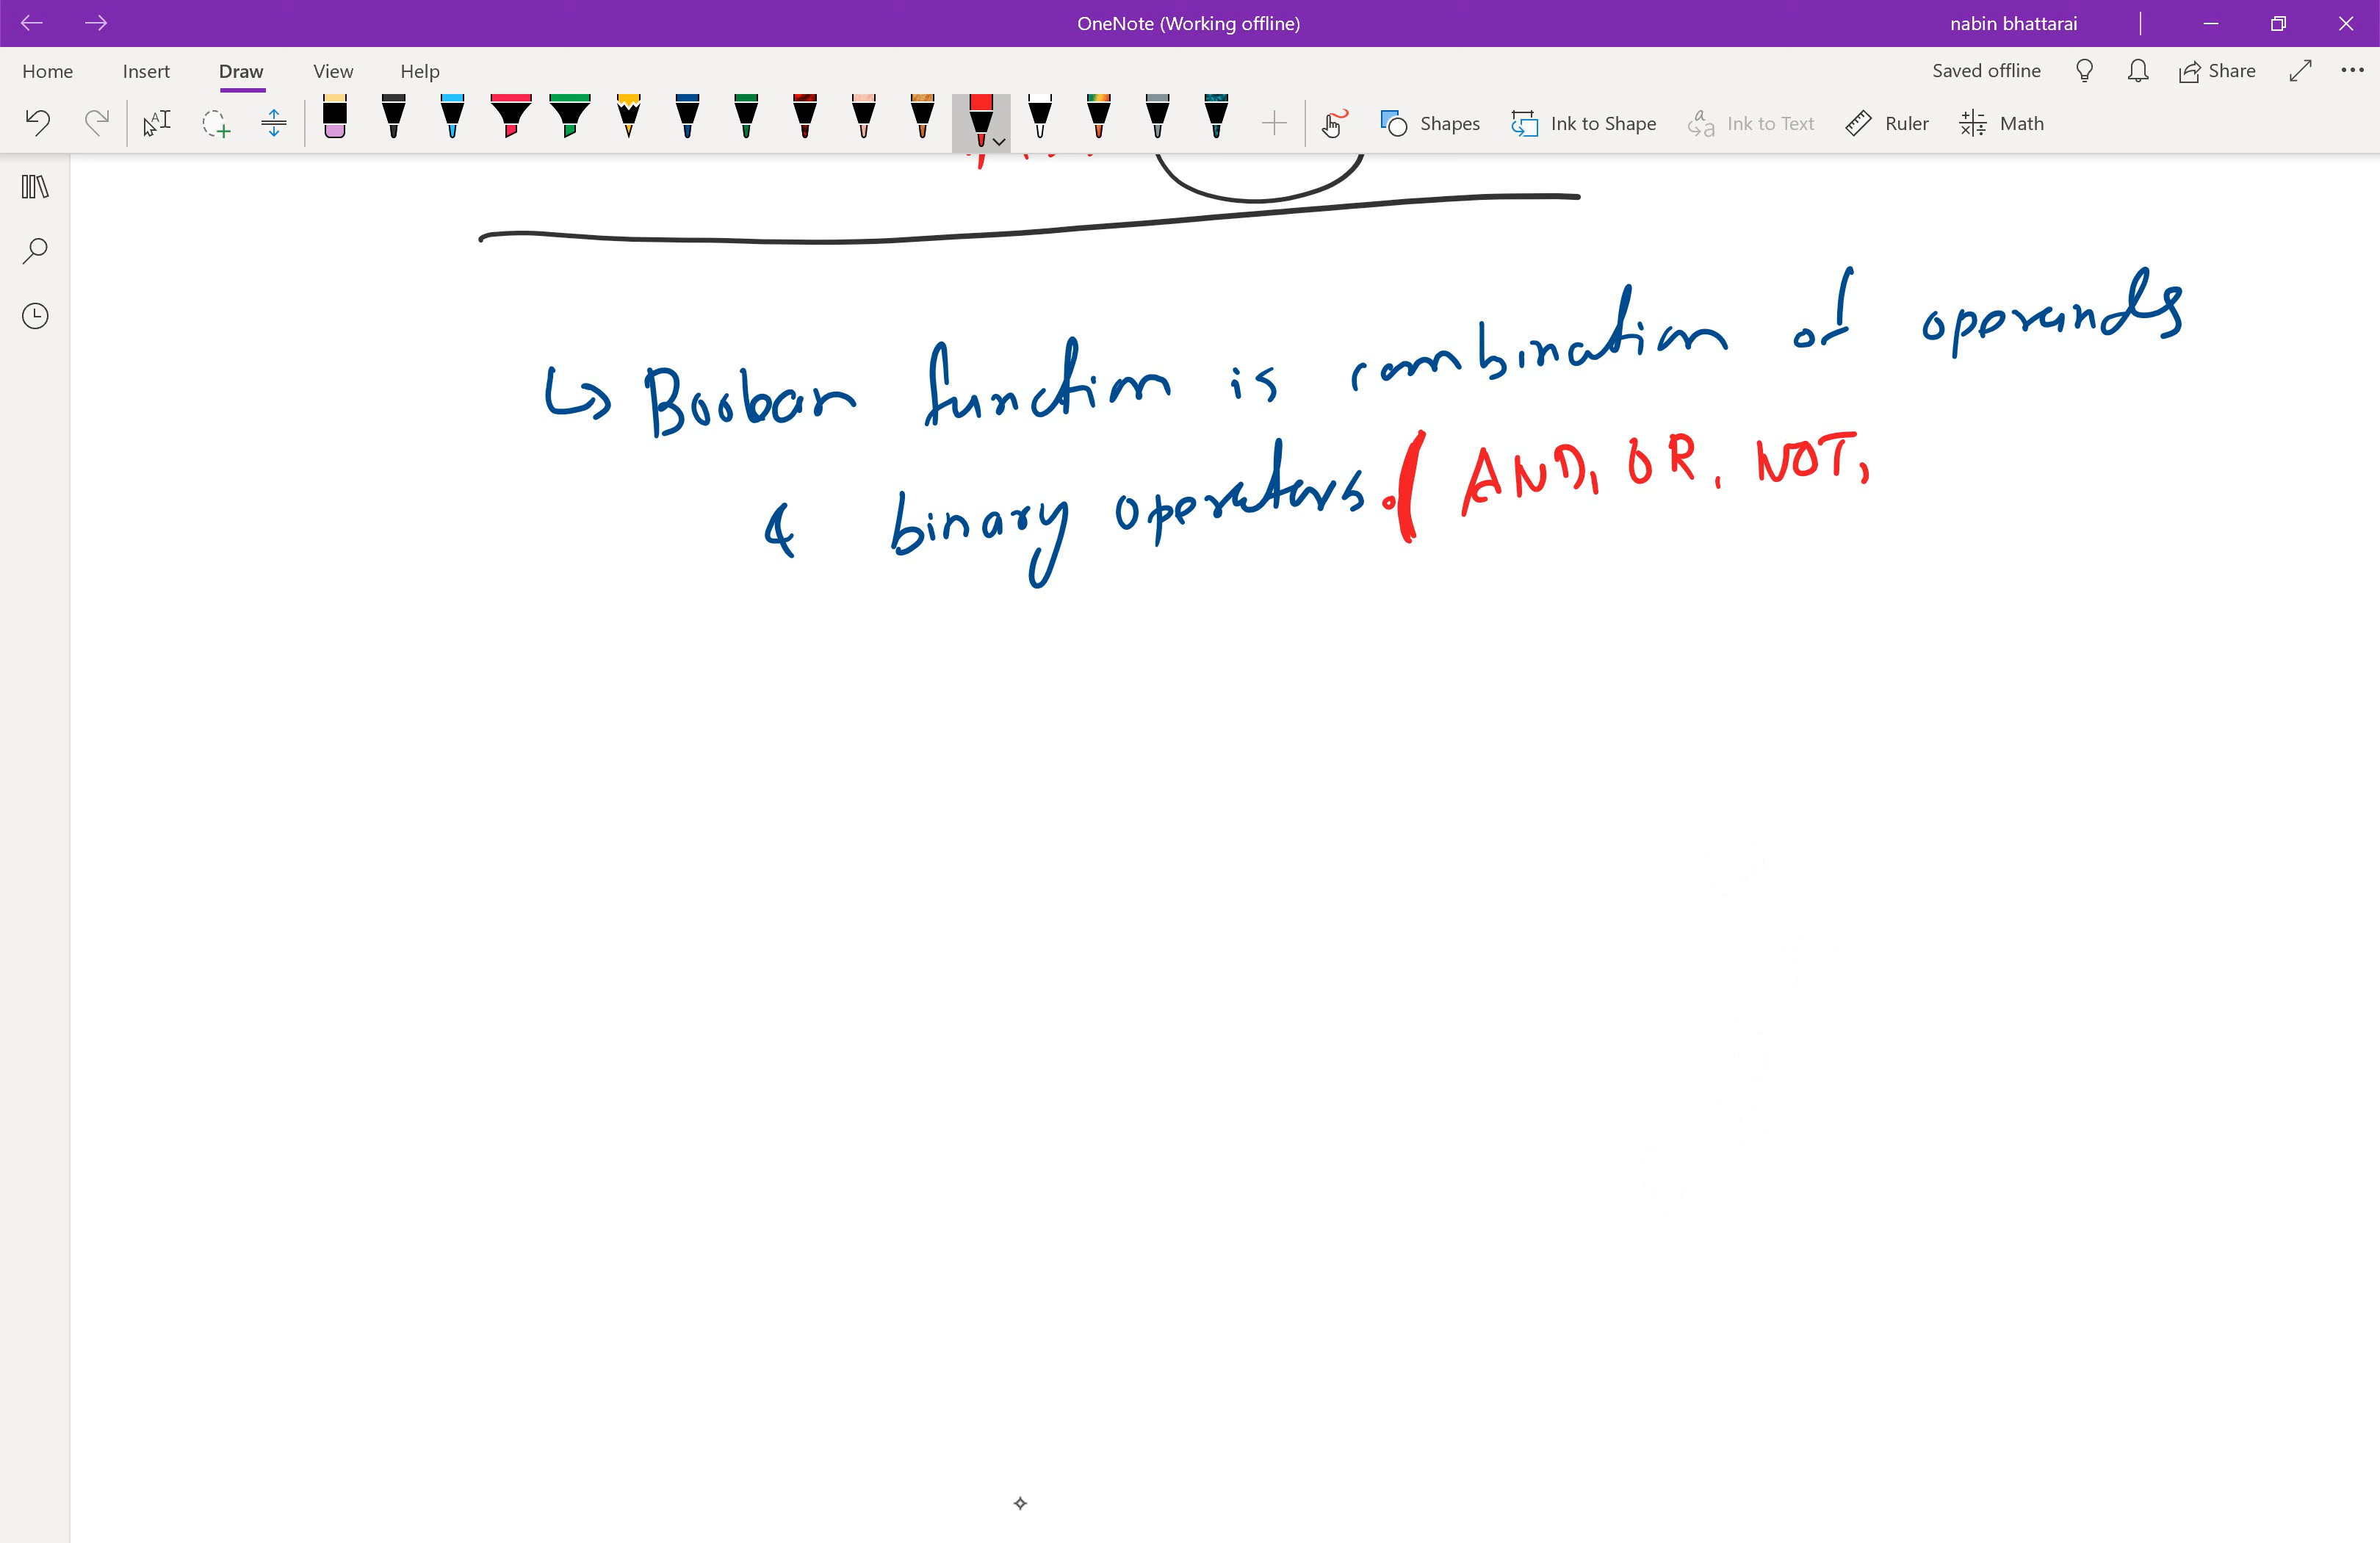 OneNote (Working offline)
nabin bhattarai
Home Insert Draw View Help
Saved offline Share
Shapes Ink to Shape Ink to Text Ruler Math
↳ Boolean function is combination of operands
& binary operators. ( AND, OR, NOT,